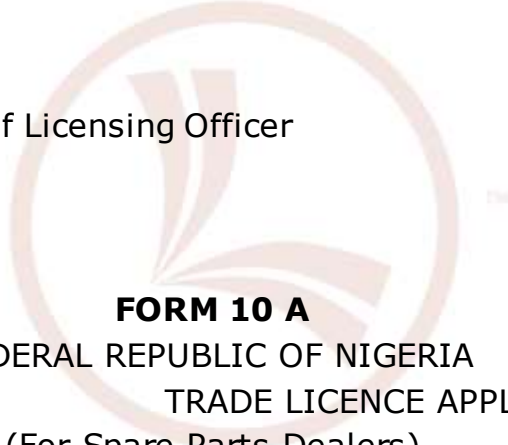 f Licensing Officer
FORM 10 A
DERAL REPUBLIC OF NIGERIA
TRADE LICENCE APPL
(For Spare Parts Dealers)